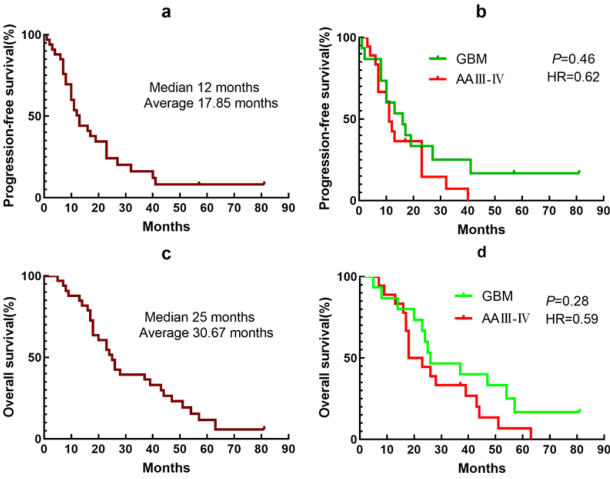 a
Progression-free survival(%)
100
50
0
Median 12 months
Average 17.85 months
0 10 20 30 40 50 60 70 80 90
Months
b
Progression-free survival(%)
100
50
0
GBM
AAIII-IV
P=0.46
HR=0.62
0 10 20 30 40 50 60 70 80 90
Months
c
Overall survival(%)
100
50
0
Median 25 months
Average 30.67 months
0 10 20 30 40 50 60 70 80 90
Months
d
Overall survival(%)
100
50
0
GBM
AAIII-IV
P=0.28
HR=0.59
0 10 20 30 40 50 60 70 80 90
Months